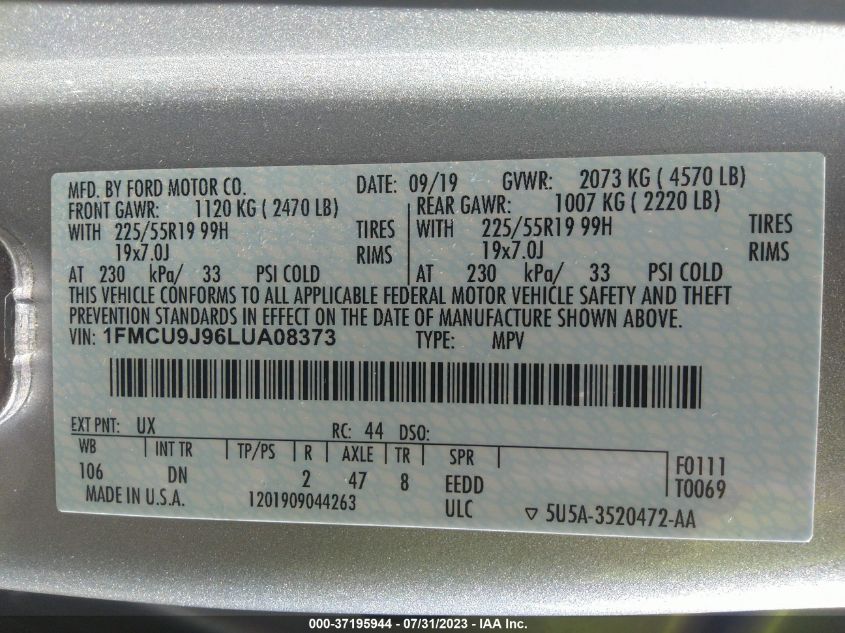 MFD. BY FORD MOTOR CO. DATE: 09/19 GVWR: 2073 KG ( 4570 LB)
FRONT GAWR: 1120 KG ( 2470 LB) REAR GAWR: 1007 KG ( 2220 LB)
WITH 225/55R19 99H TIRES WITH 225/55R19 99H TIRES
19x7.0J RIMS 19x7.0J RIMS
AT 230 kPa/ 33 PSI COLD AT 230 kPa/ 33 PSI COLD
THIS VEHICLE CONFORMS TO ALL APPLICABLE FEDERAL MOTOR VEHICLE SAFETY AND THEFT
PREVENTION STANDARDS IN EFFECT ON THE DATE OF MANUFACTURE SHOWN ABOVE.
VIN: 1FMCU9J96LUA08373 TYPE: MPV
EXT PNT: UX RC: 44 DSO:
WB INT TR TP/PS R AXLE TR SPR
106 DN 2 47 8 EEDD F0111
T0069
MADE IN U.S.A. 1201909044263 ULC ▽ 5U5A-3520472-AA
000-37195944 - 07/31/2023 - © IAA Inc.